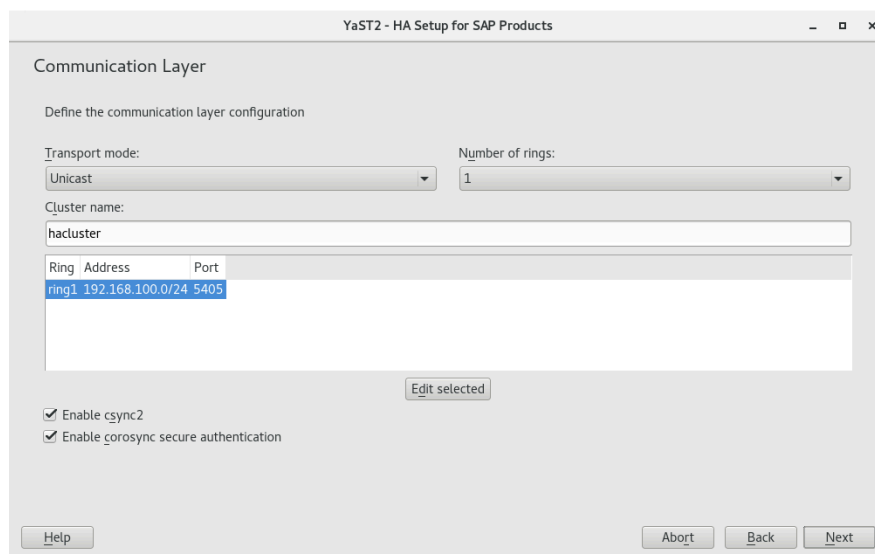 YaST2 - HA Setup for SAP Products
Communication Layer
Define the communication layer configuration
Transport mode: Number of rings:
Unicast 1
Cluster name:
hacluster
Ring Address Port
ring1 192.168.100.0/24 5405
Edit selected
Enable csync2
Enable corosync secure authentication
Help Abort Back Next